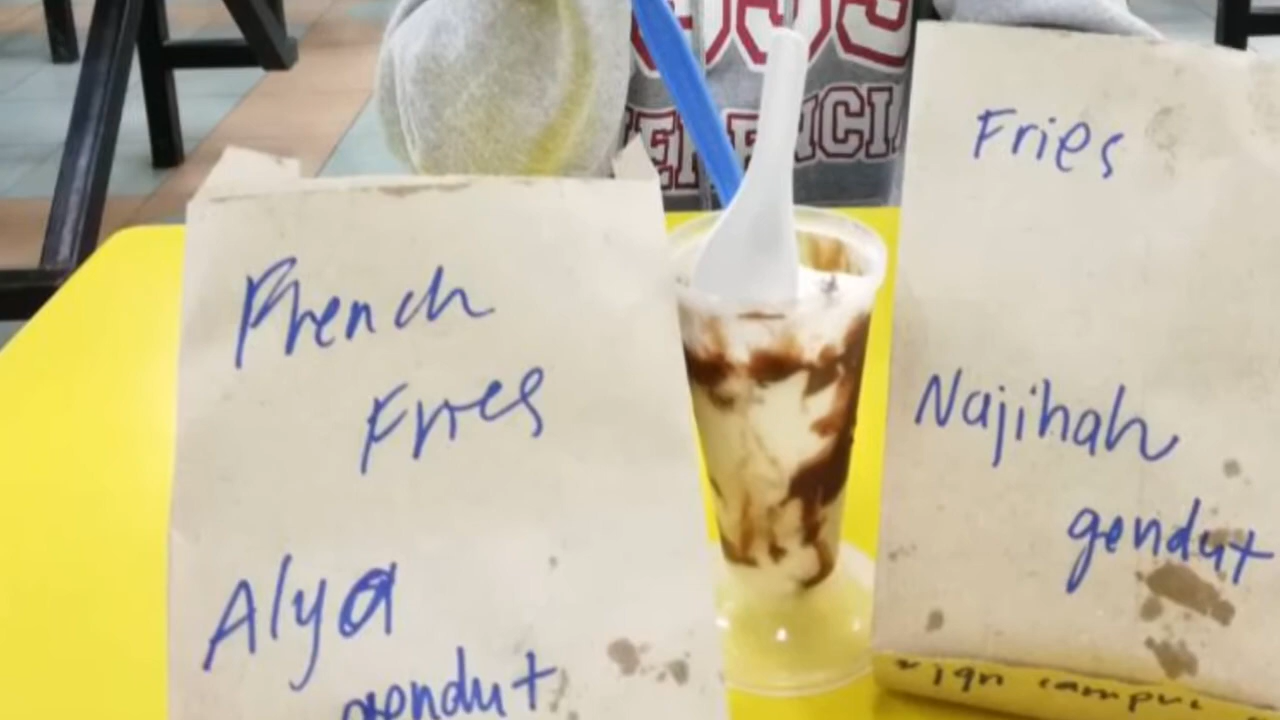 Phench
Fries
Alya
gendut
Fries
Najihah
gendut